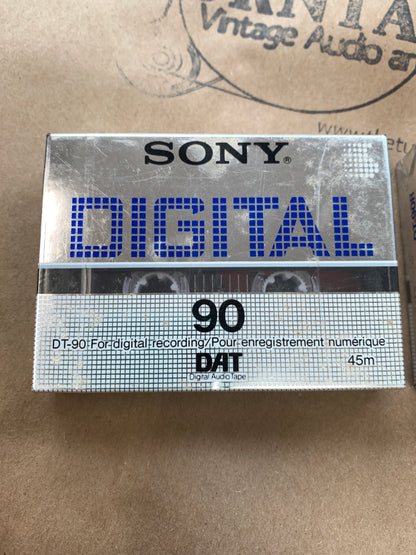 Vintage Audio
SONY®
DIGITAL
90
DT-90 For digital recording/Pour enregistrement numérique
DAT
45m
Digital Audio Tape